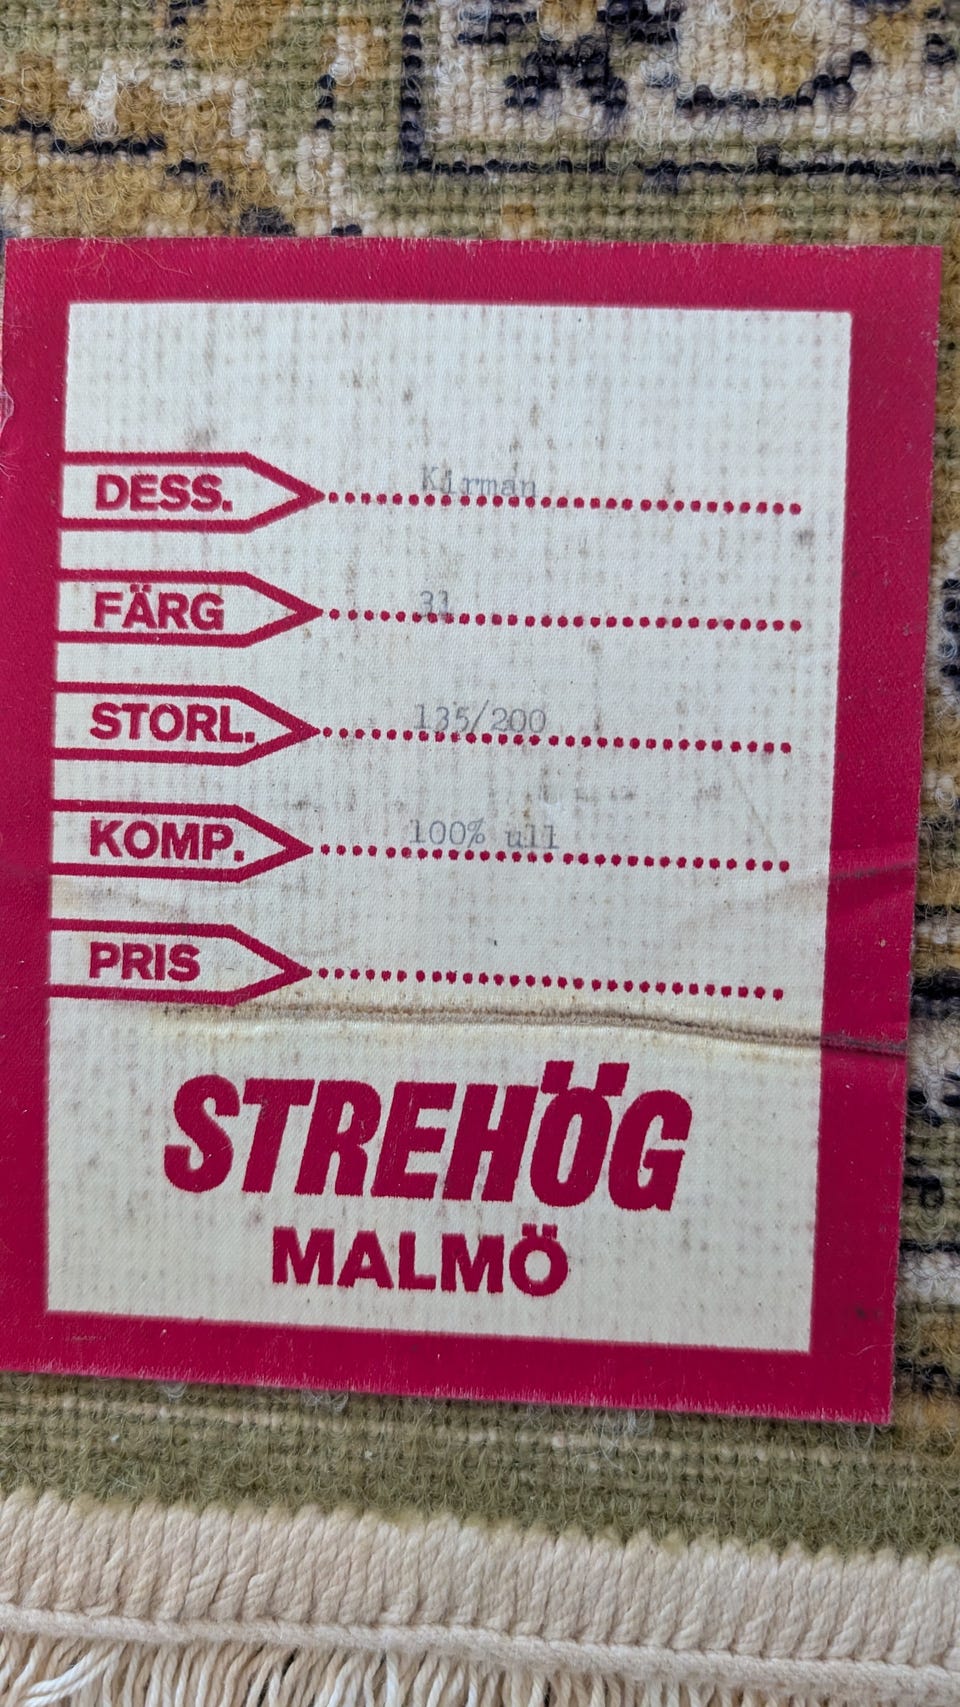 DESS. Kirman
FÄRG 31
STORL. 135/200
KOMP. 100% ull
PRIS
STREHÖG
MALMÖ